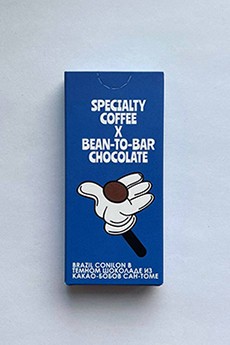 SPECIALTY
COFFEE
X
BEAN-TO-BAR
CHOCOLATE
BRAZIL CONILON В
ТЕМНОМ ШОКОЛАДЕ ИЗ
КАКАО-БОБОВ САН-ТОМЕ